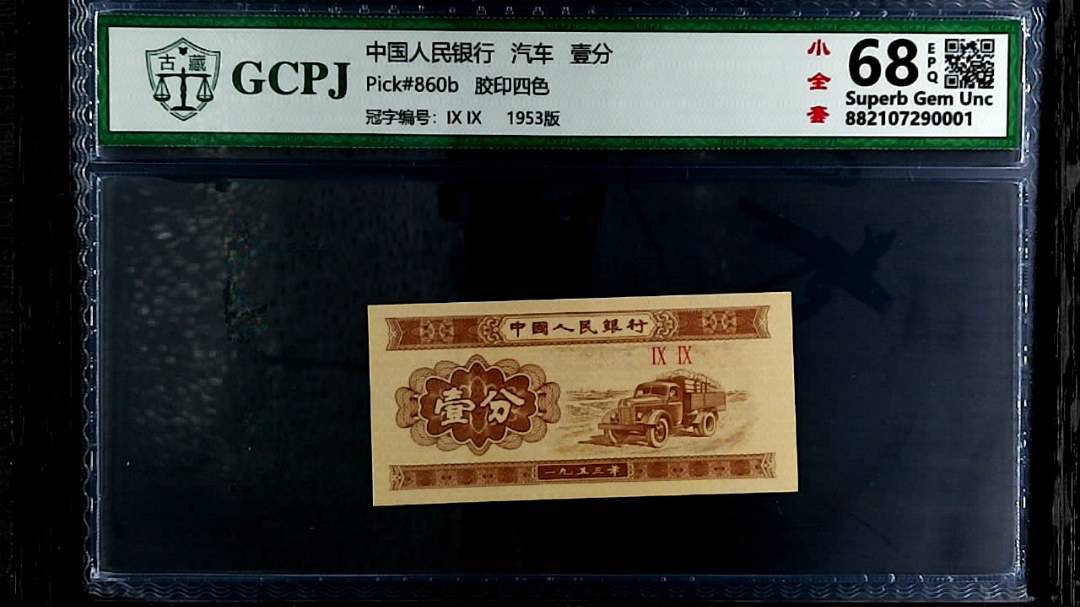 古藏
GCPJ
中国人民银行 汽车 壹分
Pick#860b 胶印四色
冠字编号：IX IX 1953版
小全套
68
EPQ
Superb Gem Unc
882107290001
中國人民銀行
IX IX
壹分
一九五三年